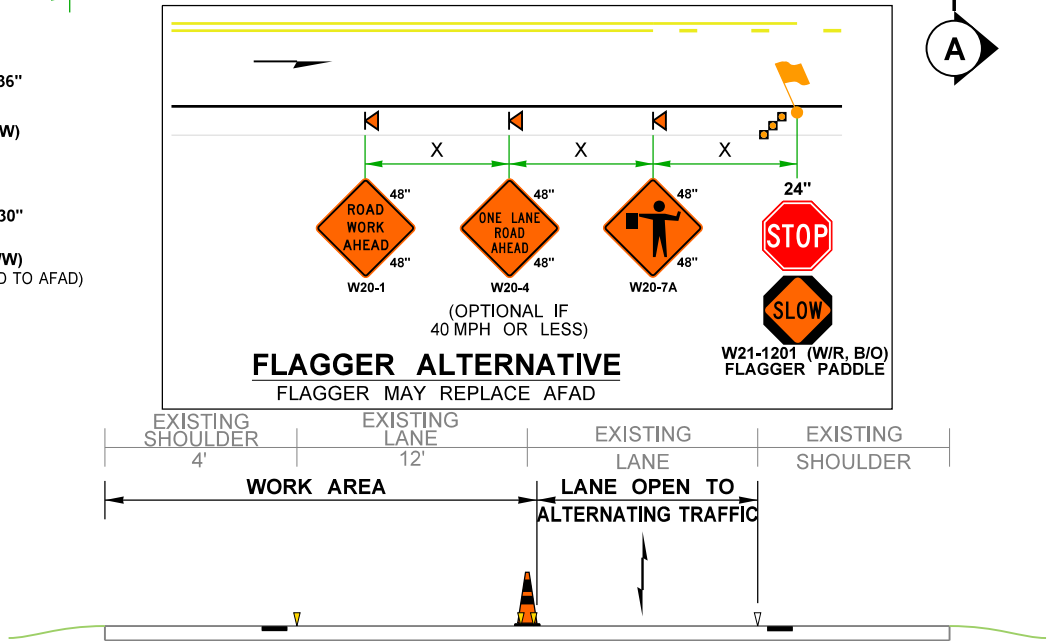 36"
W)
30"
/W)
D TO AFAD)
A
X X X
48" 48" 48" 24"
ROAD
WORK
AHEAD
ONE LANE
ROAD
AHEAD
STOP
48" 48" 48"
W20-1 W20-4 W20-7A
SLOW
(OPTIONAL IF
40 MPH OR LESS)
W21-1201 (W/R, B/O)
FLAGGER PADDLE
FLAGGER ALTERNATIVE
FLAGGER MAY REPLACE AFAD
EXISTING
SHOULDER
4'
EXISTING
LANE
12'
EXISTING
LANE
EXISTING
SHOULDER
WORK AREA
LANE OPEN TO
ALTERNATING TRAFFIC